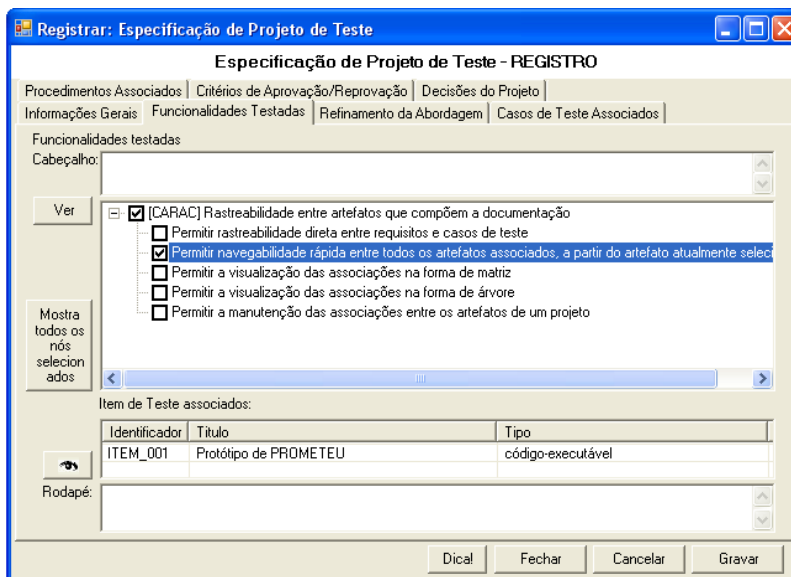 Registrar: Especificação de Projeto de Teste
Especificação de Projeto de Teste - REGISTRO
Procedimentos Associados Critérios de Aprovação/Reprovação Decisões do Projeto
Informações Gerais Funcionalidades Testadas Refinamento da Abordagem Casos de Teste Associados
Funcionalidades testadas
Cabeçalho:
Ver
[CARAC] Rastreabilidade entre artefatos que compõem a documentação
Permitir rastreabilidade direta entre requisitos e casos de teste
Permitir navegabilidade rápida entre todos os artefatos associados, a partir do artefato atualmente seleci
Permitir a visualização das associações na forma de matriz
Permitir a visualização das associações na forma de árvore
Permitir a manutenção das associações entre os artefatos de um projeto
Mostra
todos os
nós
selecion
ados
Item de Teste associados:
Identificador Título Tipo
ITEM_001 Protótipo de PROMETEU código-executável
Rodapé:
Dica! Fechar Cancelar Gravar